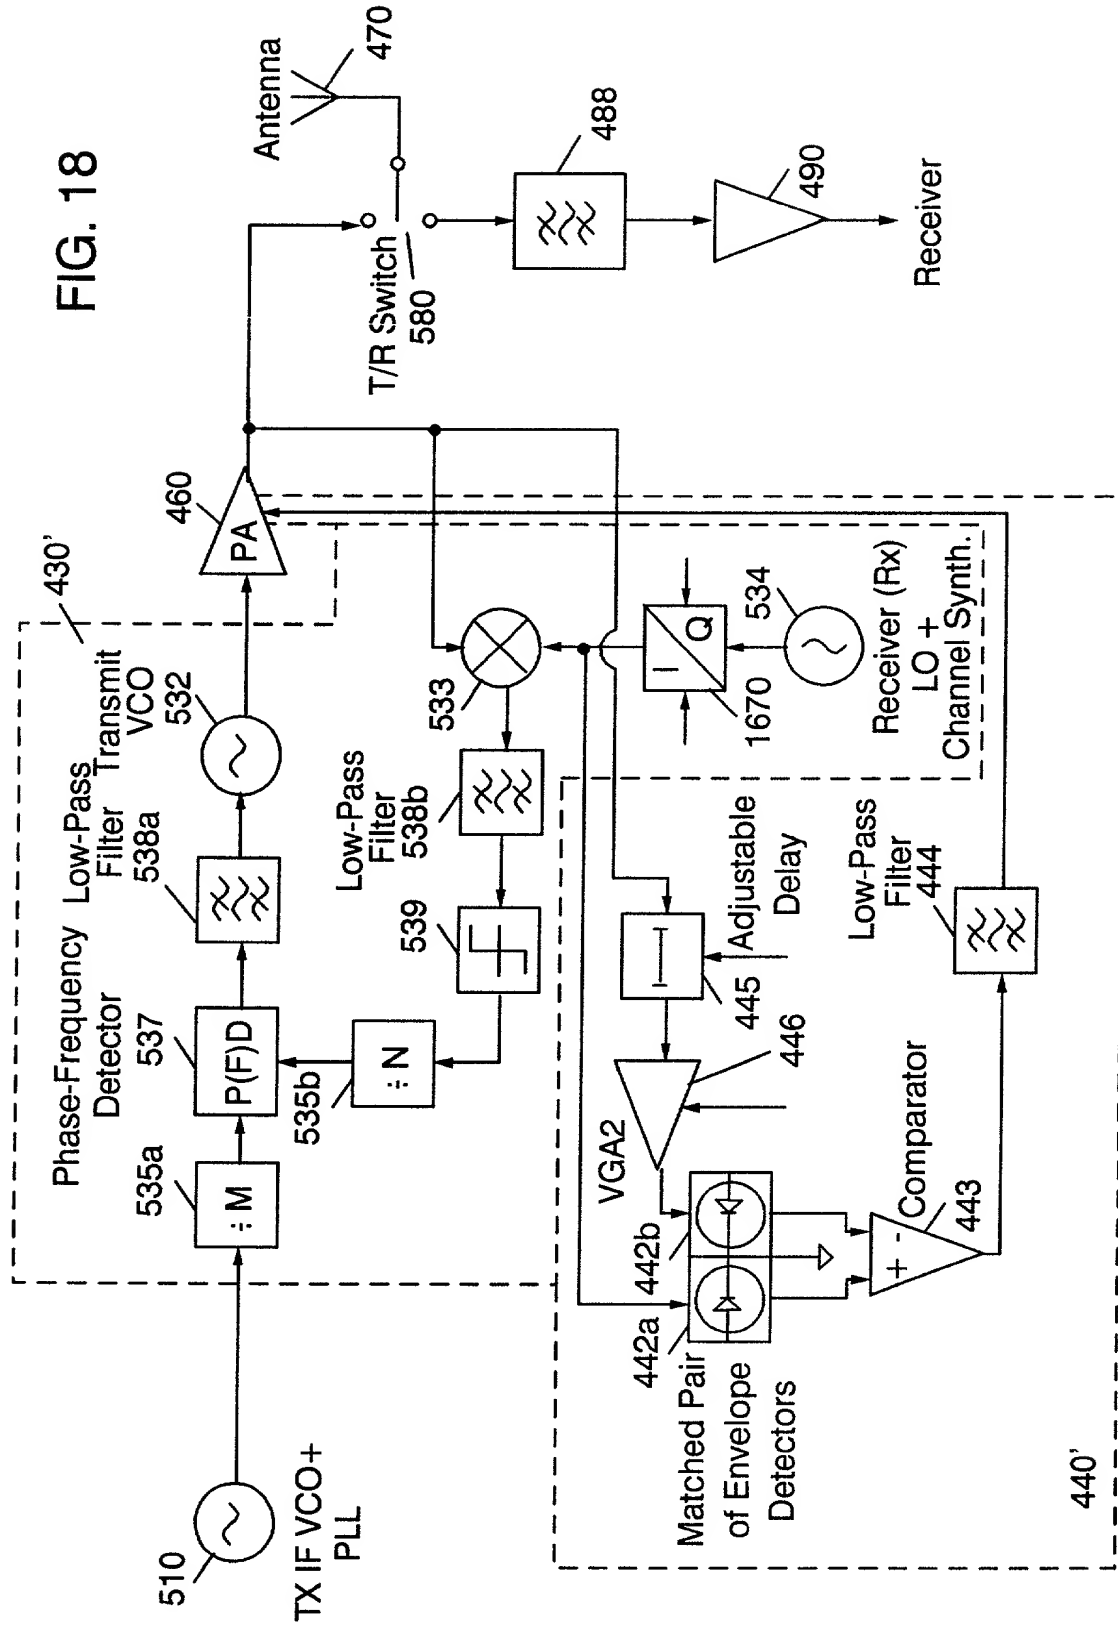 FIG. 18
430'
460
PA
Antenna
470
T/R Switch
580
488
490
Receiver
510
TX IF VCO+
PLL
535a
÷M
Phase-Frequency
Detector
537
P(F)D
Low-Pass
Filter
538a
Transmit
VCO
532
535b
÷N
539
Low-Pass
Filter
538b
533
I
Q
1670
534
Receiver (Rx)
LO +
Channel Synth.
445
Adjustable
Delay
446
VGA2
442a
442b
Matched Pair
of Envelope
Detectors
+
-
Comparator
443
Low-Pass
Filter
444
440'